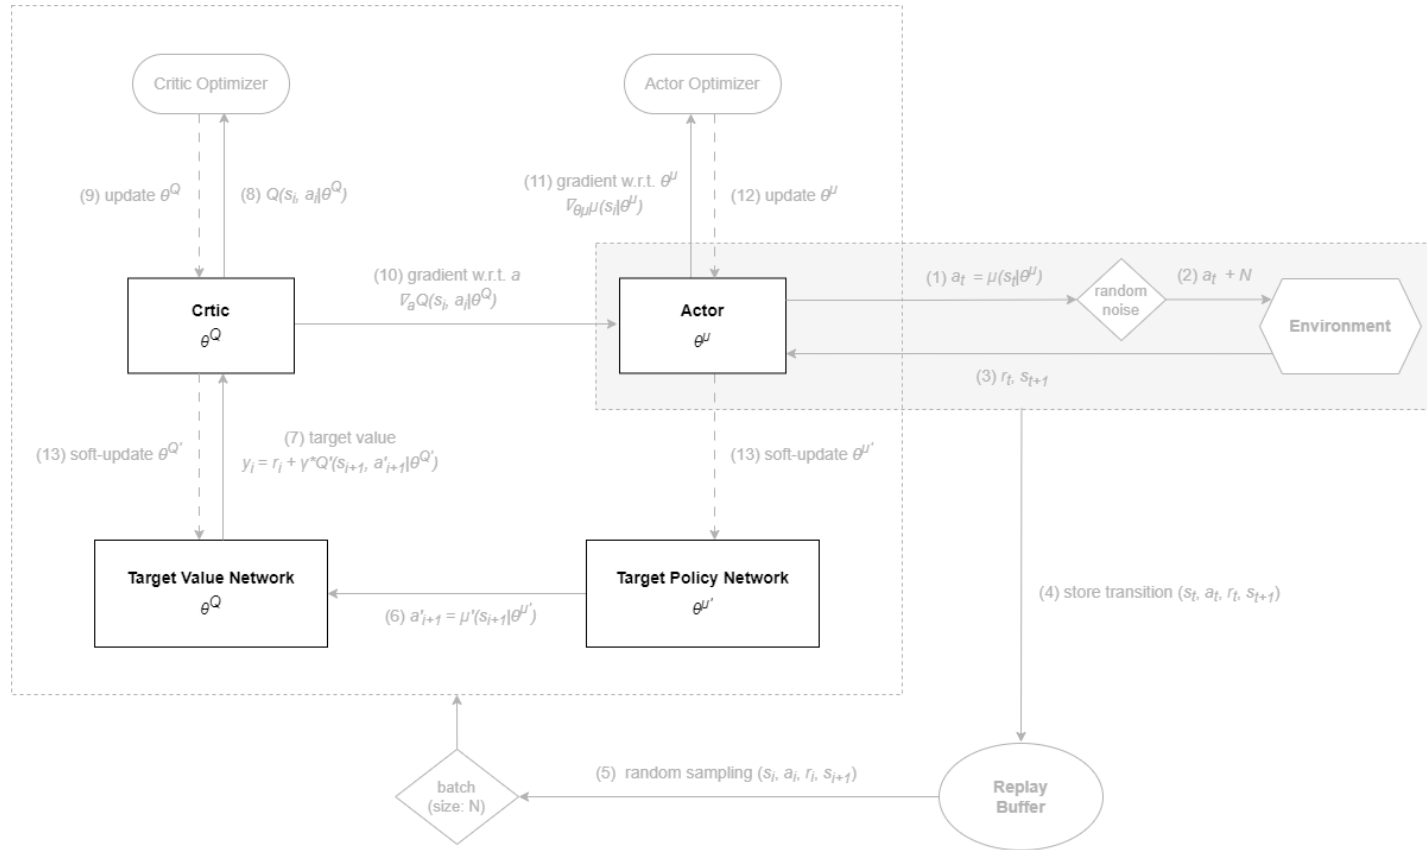 Critic Optimizer
Actor Optimizer
(9) update θ^Q
(8) Q(s_i, a_i|θ^Q)
(11) gradient w.r.t. θ^μ
∇_θμ μ(s_i|θ^μ)
(12) update θ^μ
(10) gradient w.r.t. a
∇_a Q(s_i, a_i|θ^Q)
(1) a_t = μ(s_t|θ^μ)
(2) a_t + N
Crtic
θ^Q
Actor
θ^μ
random
noise
Environment
(3) r_t, s_t+1
(13) soft-update θ^Q'
(7) target value
y_i = r_i + γ*Q'(s_i+1, a'_i+1|θ^Q')
(13) soft-update θ^μ'
Target Value Network
θ^Q
Target Policy Network
θ^μ'
(6) a'_i+1 = μ'(s_i+1|θ^μ')
(4) store transition (s_t, a_t, r_t, s_t+1)
batch
(size: N)
(5) random sampling (s_i, a_i, r_i, s_i+1)
Replay
Buffer